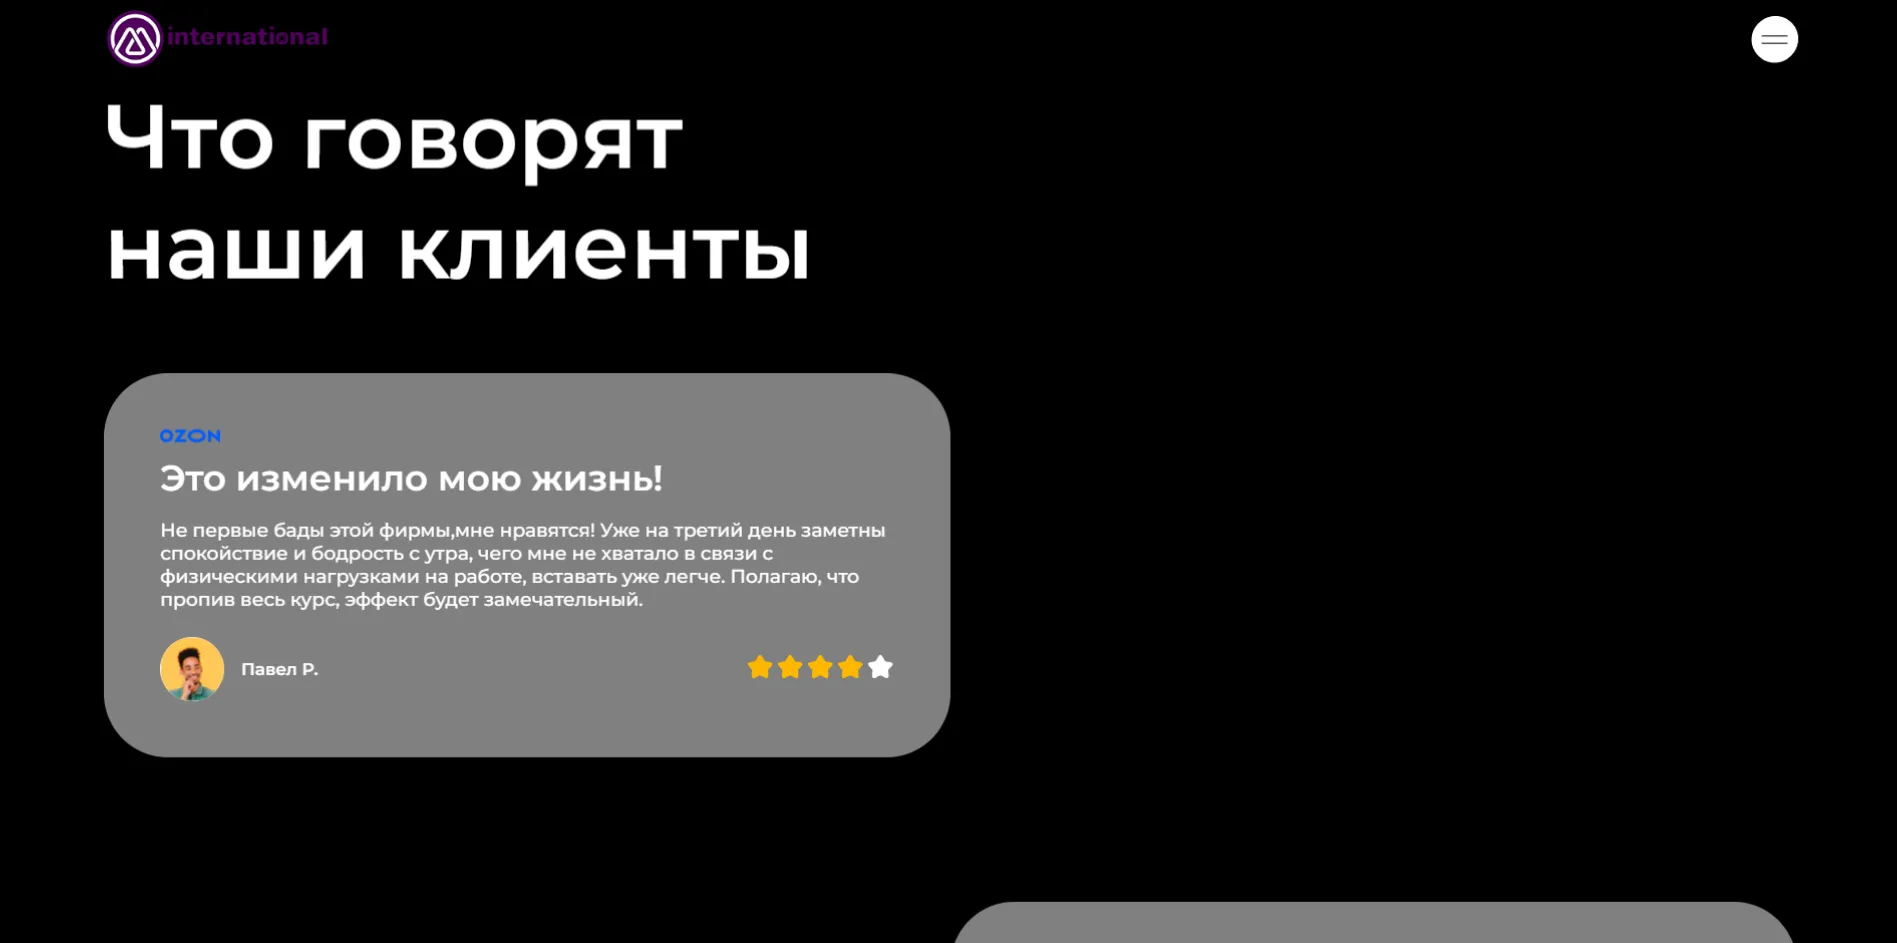 international
Что говорят
наши клиенты
OZON
Это изменило мою жизнь!
Не первые бады этой фирмы,мне нравятся! Уже на третий день заметны
спокойствие и бодрость с утра, чего мне не хватало в связи с
физическими нагрузками на работе, вставать уже легче. Полагаю, что
пропив весь курс, эффект будет замечательный.
Павел Р.